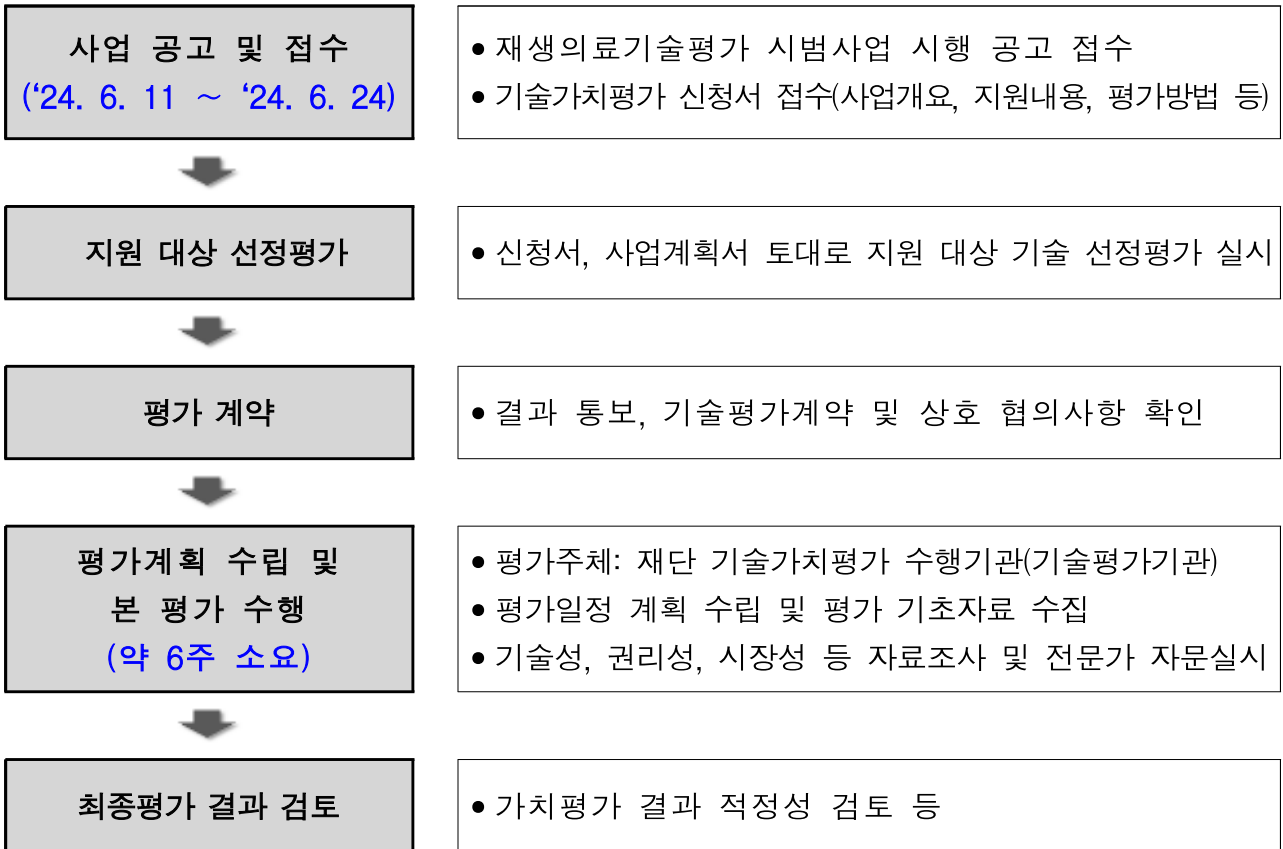 사업 공고 및 접수
(‘24. 6. 11 ~ ‘24. 6. 24)
• 재생의료기술평가 시범사업 시행 공고 접수
• 기술가치평가 신청서 접수(사업개요, 지원내용, 평가방법 등)
지원 대상 선정평가
• 신청서, 사업계획서 토대로 지원 대상 기술 선정평가 실시
평가 계약
• 결과 통보, 기술평가계약 및 상호 협의사항 확인
평가계획 수립 및
본 평가 수행
(약 6주 소요)
• 평가주체: 재단 기술가치평가 수행기관(기술평가기관)
• 평가일정 계획 수립 및 평가 기초자료 수집
• 기술성, 권리성, 시장성 등 자료조사 및 전문가 자문실시
최종평가 결과 검토
• 가치평가 결과 적정성 검토 등